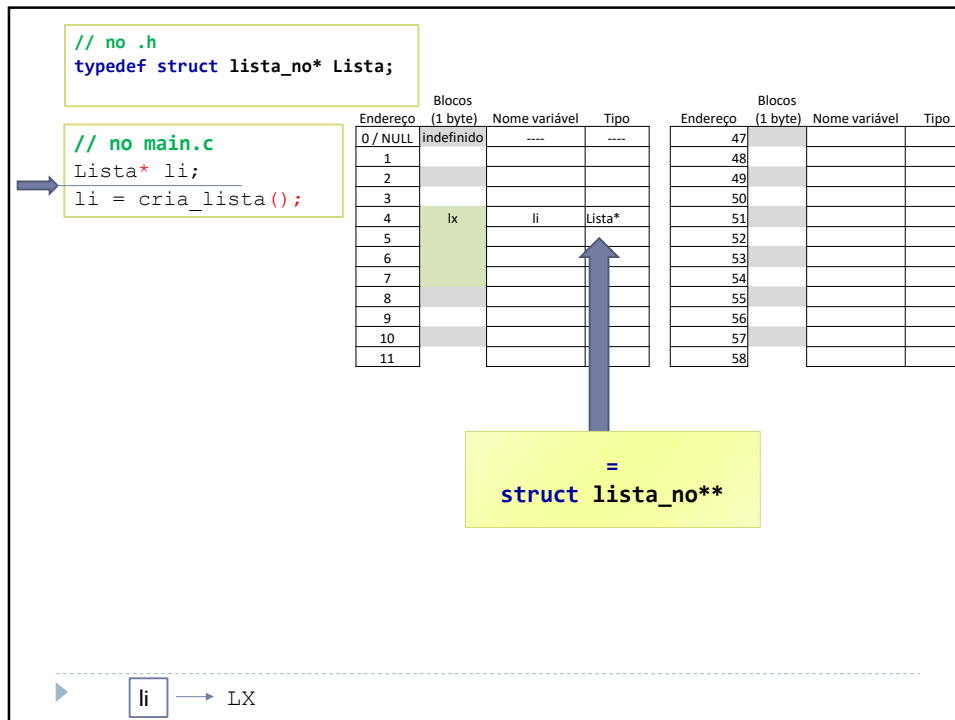 // no .h
typedef struct lista_no* Lista;
// no main.c
Lista* li;
li = cria_lista();
Blocos
Endereço (1 byte) Nome variável Tipo
0 / NULL indefinido ---- ----
1
2
3
4 lx li Lista*
5
6
7
8
9
10
11
Blocos
Endereço (1 byte) Nome variável Tipo
47
48
49
50
51
52
53
54
55
56
57
58
=
struct lista_no**
li LX